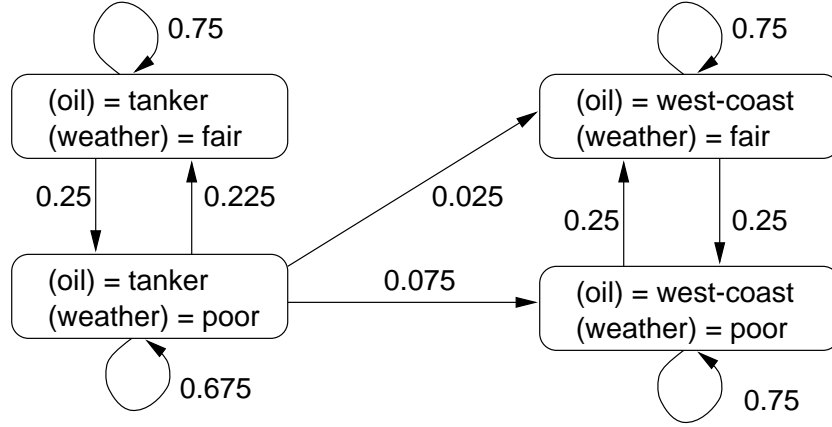 0.75
(oil) = tanker
(weather) = fair
0.75
(oil) = west-coast
(weather) = fair
0.25
0.225
0.025
0.25
0.25
(oil) = tanker
(weather) = poor
0.075
(oil) = west-coast
(weather) = poor
0.675
0.75